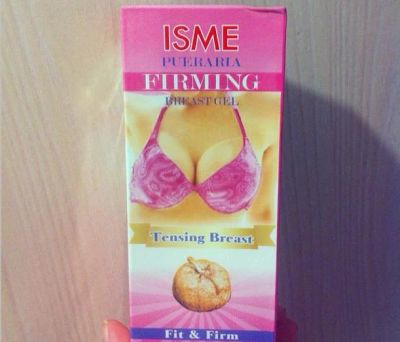 ISME
PUERARIA
FIRMING
BREAST GEL
Tensing Breast
Fit & Firm